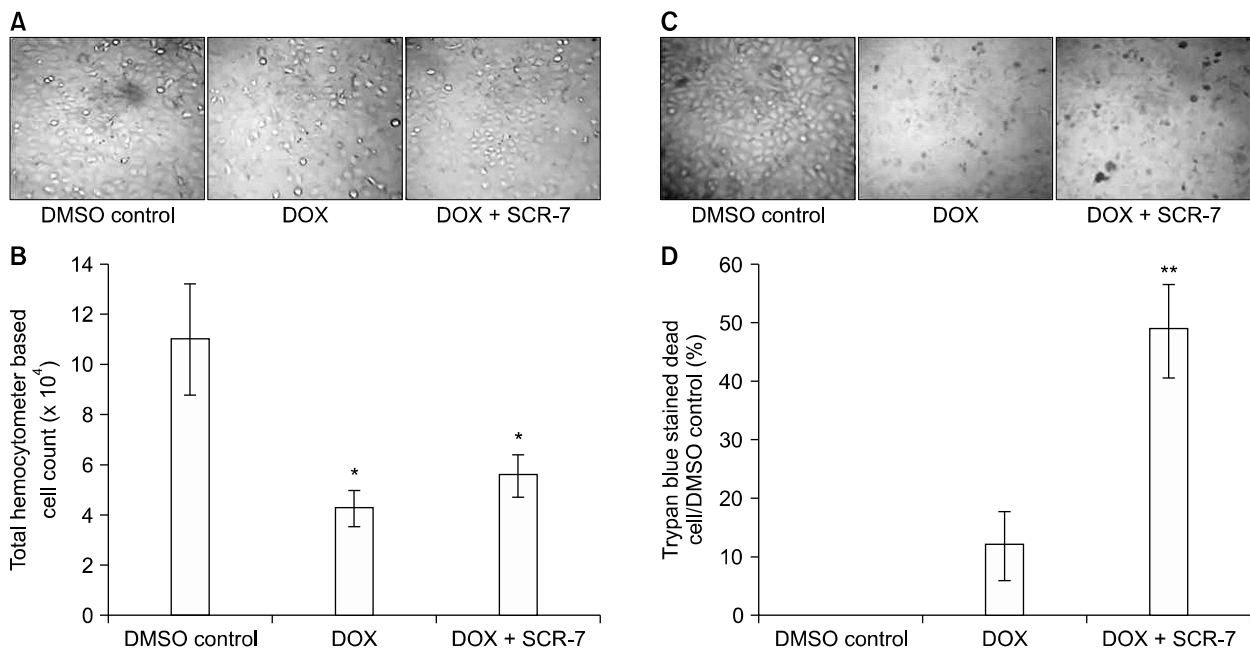 A
DMSO control
DOX
DOX + SCR-7
B
Total hemocytometer based
cell count (x 10⁴)
14
12
10
8
6
4
2
0
*
*
DMSO control
DOX
DOX + SCR-7
C
DMSO control
DOX
DOX + SCR-7
D
Trypan blue stained dead
cell/DMSO control (%)
60
50
40
30
20
10
0
**
DMSO control
DOX
DOX + SCR-7